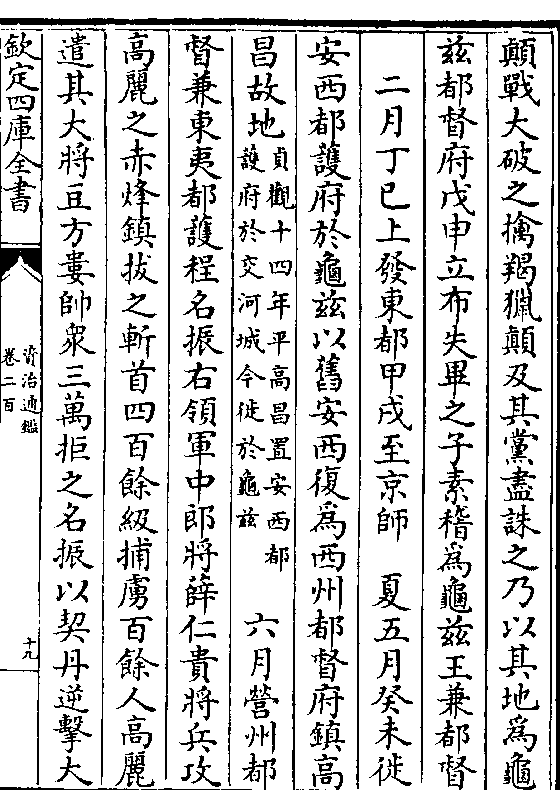 顛戰大破之擒羯獵顛及其黨盡誅之乃以其地為龜
兹都督府戊申立布失畢之子素稽為龜兹王兼都督
二月丁巳上發東都甲戌至京師　夏五月癸未徙
安西都護府於龜兹以舊安西復為西州都督府鎮高
昌故地貞觀十四年平高昌置安西都護府於交河城今徙於龜兹　六月營州都
督兼東夷都護程名振右領軍中郎將薛仁貴將兵攻
高麗之赤烽鎮拔之斬首四百餘級捕虜百餘人高麗
遣其大將豆方婁帥衆三萬拒之名振以契丹逆擊大
欽定四庫全書
資治通鑑
卷二百
十九